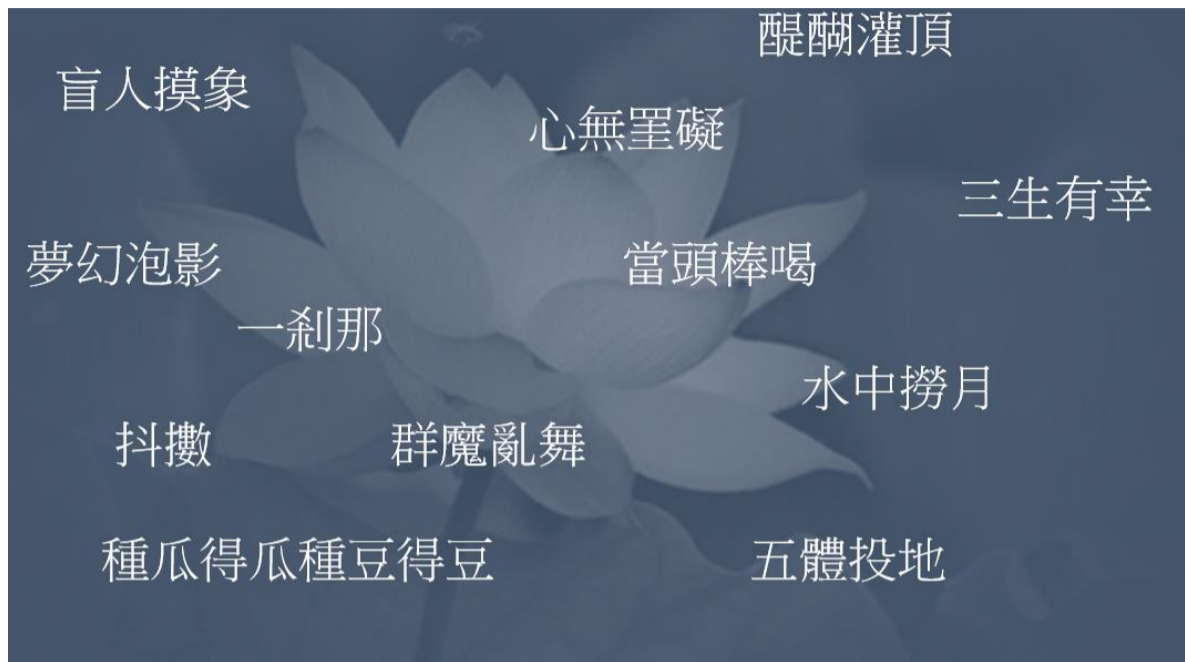 醍醐灌頂
盲人摸象
心無罣礙
三生有幸
夢幻泡影
當頭棒喝
一剎那
水中撈月
抖擻
群魔亂舞
種瓜得瓜種豆得豆
五體投地